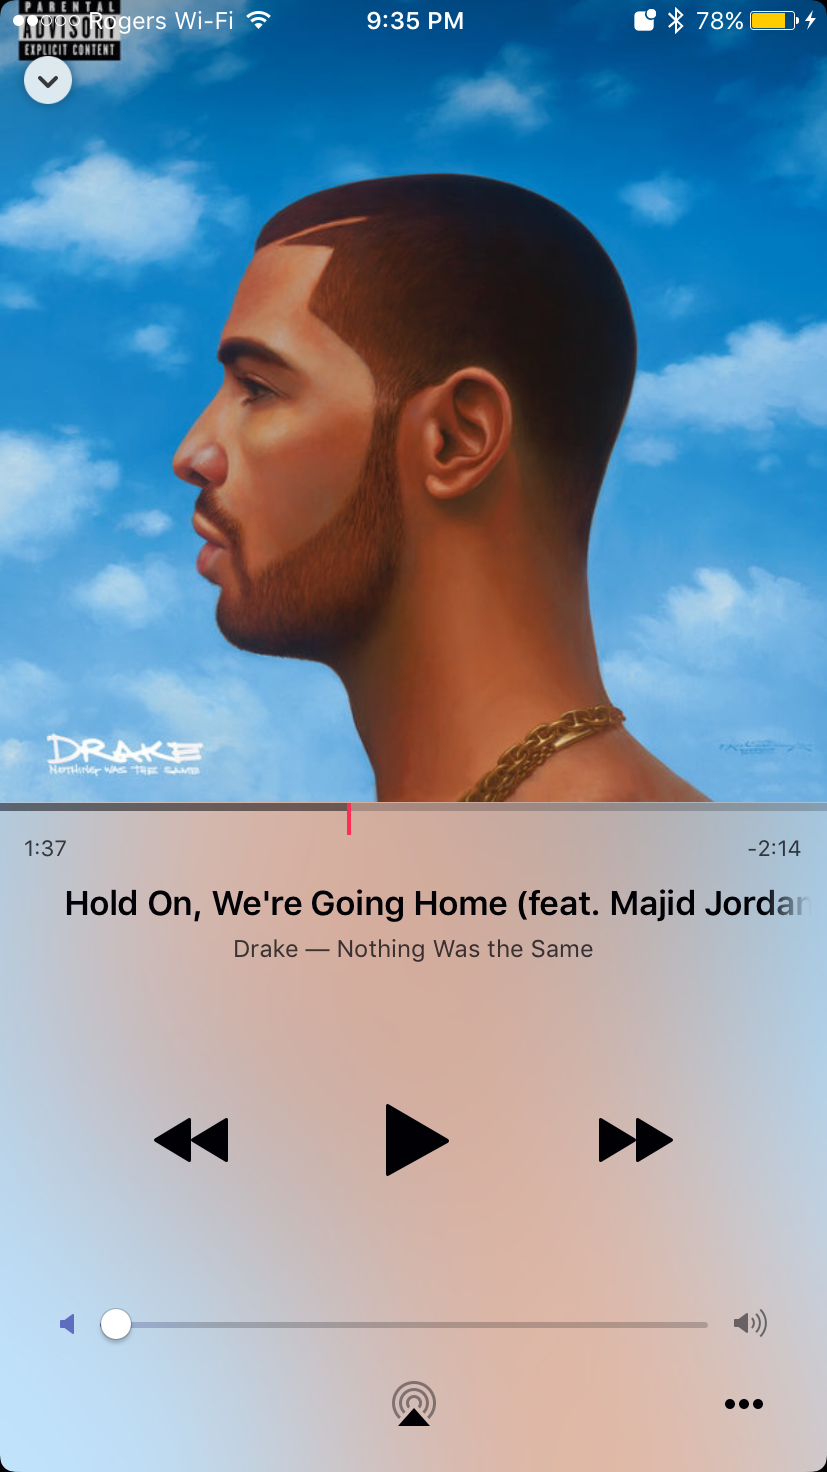 PARENTAL
ADVISORY
EXPLICIT CONTENT
Rogers Wi-Fi
9:35 PM
78%
DRAKE
NOTHING WAS THE SAME
1:37
-2:14
Hold On, We're Going Home (feat. Majid Jordan
Drake — Nothing Was the Same